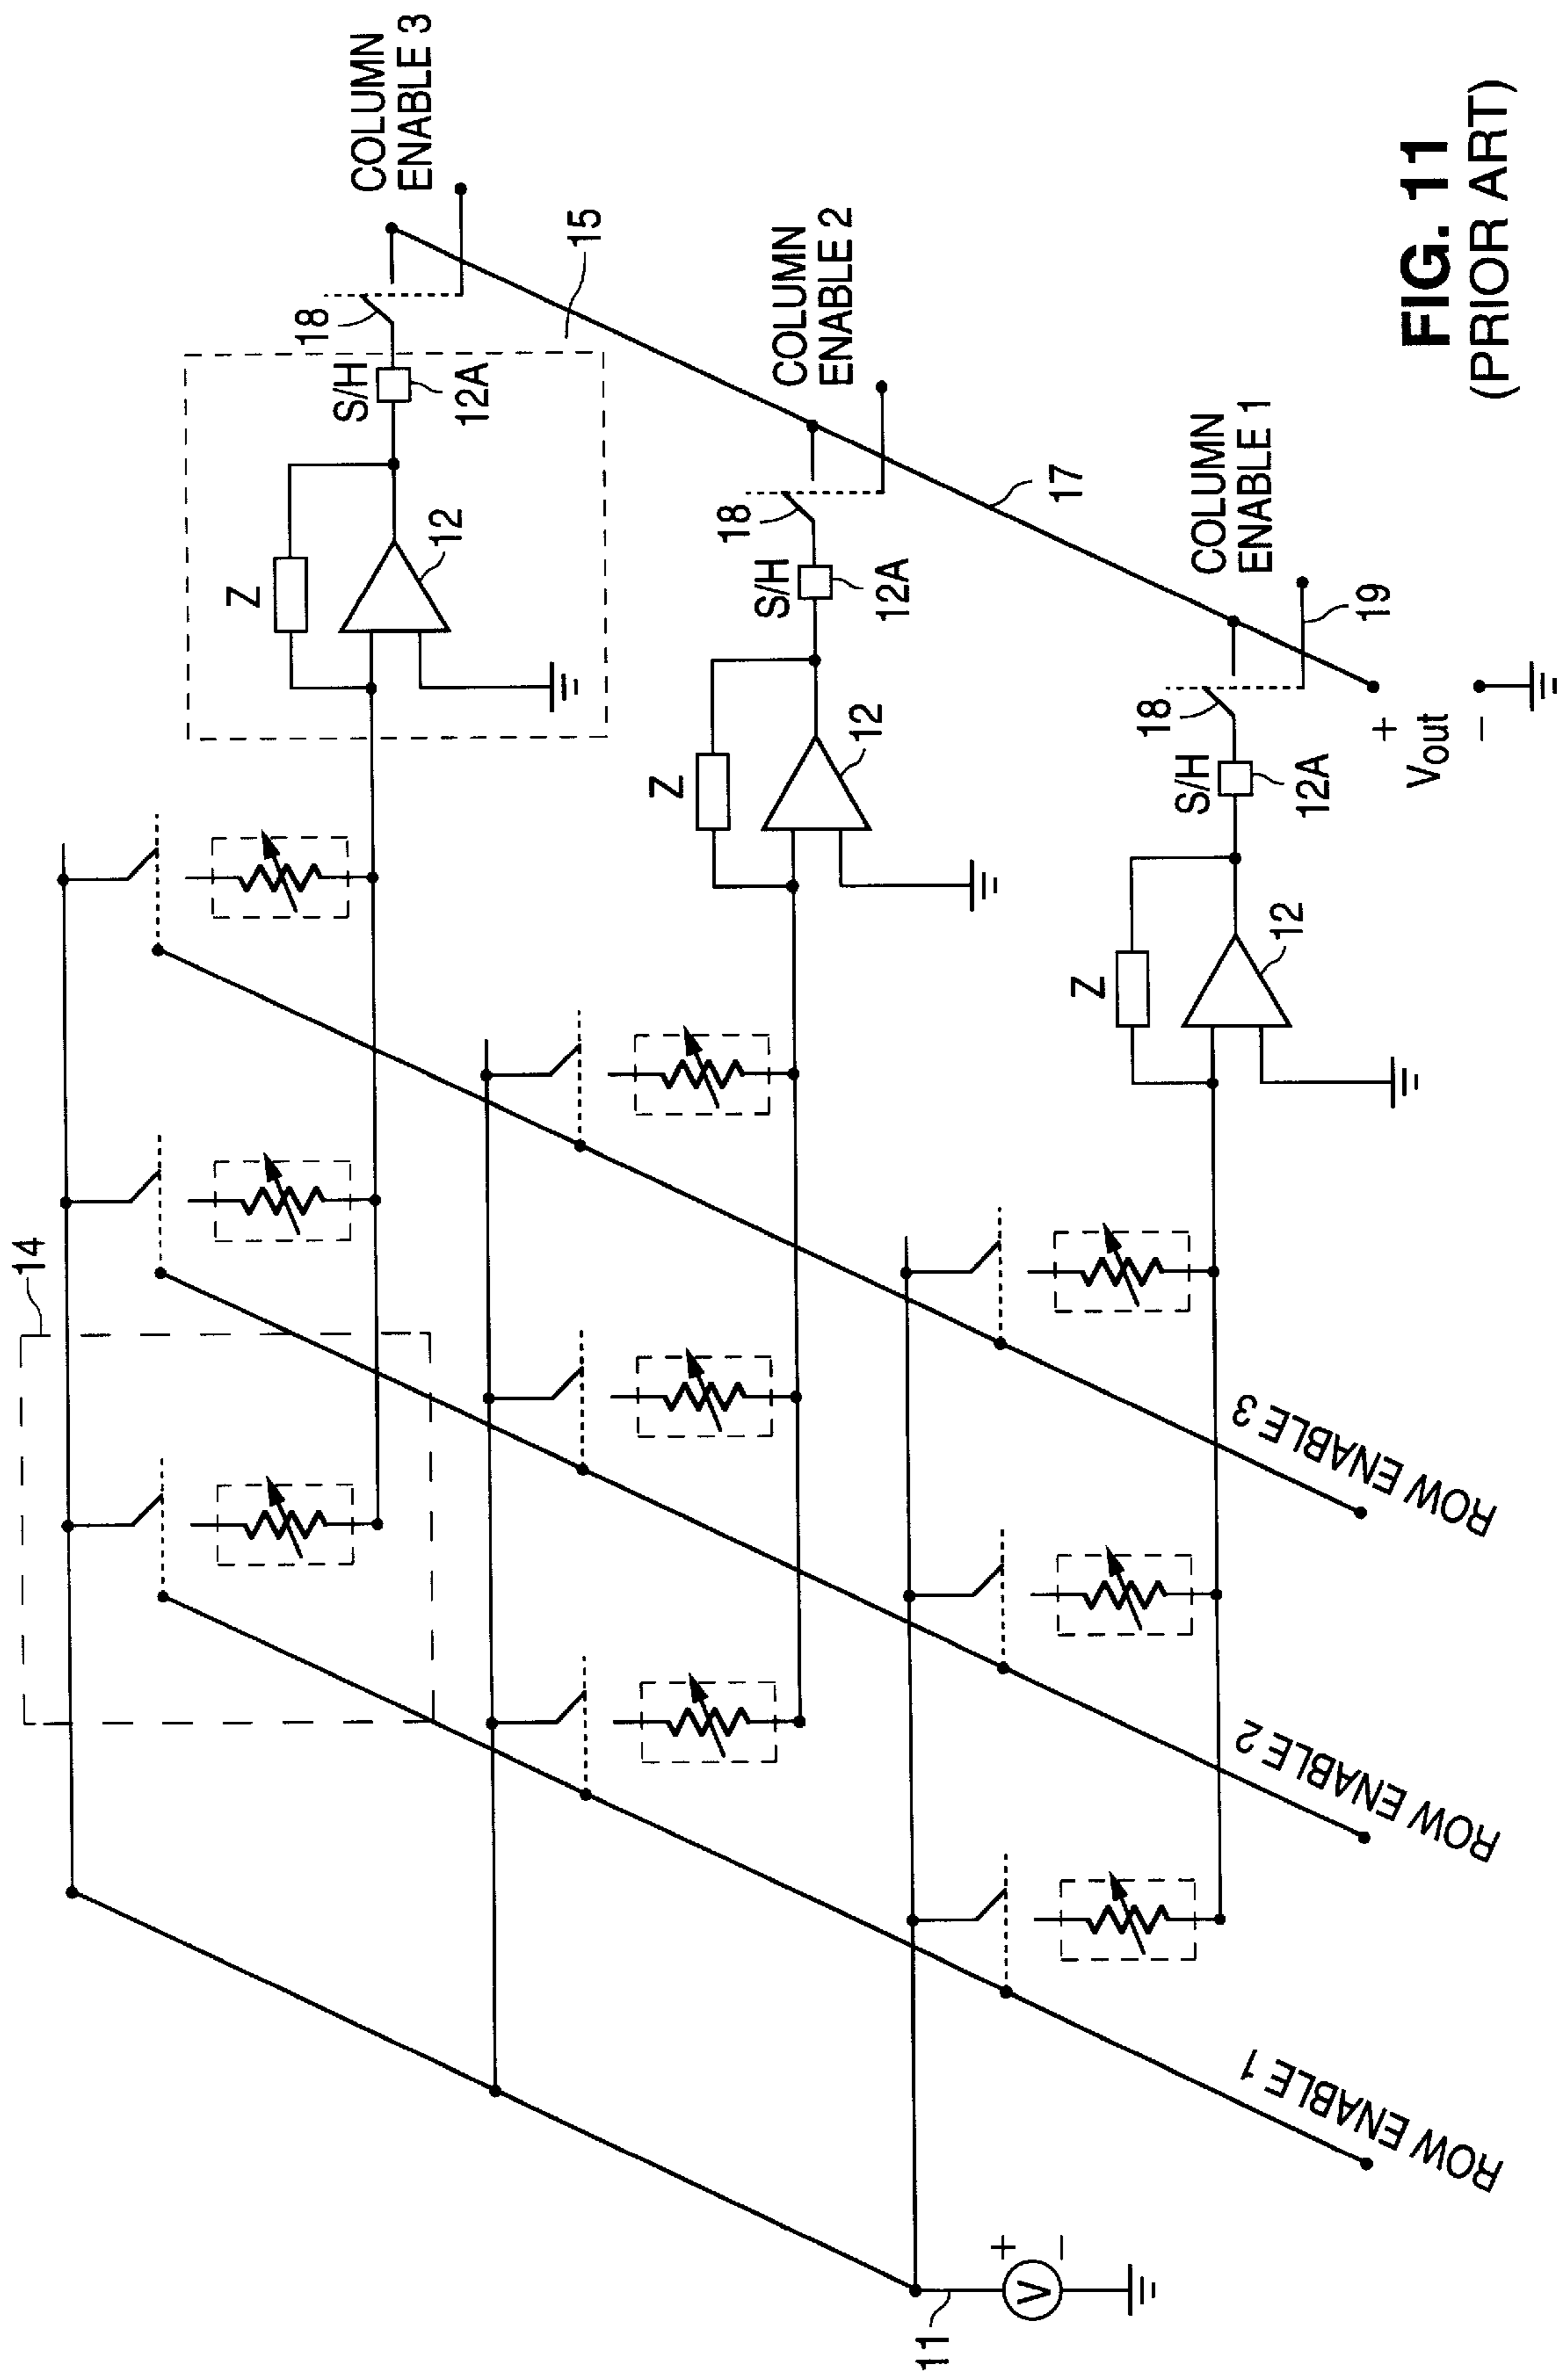 14
COLUMN
ENABLE 3
18
S/H
12A
Z
12
15
COLUMN
ENABLE 2
18
S/H
12A
Z
12
17
COLUMN
ENABLE 1
18
S/H
12A
Z
12
19
+
Vout
−
11
+
V
−
ROW ENABLE 1
ROW ENABLE 2
ROW ENABLE 3
FIG. 11
(PRIOR ART)